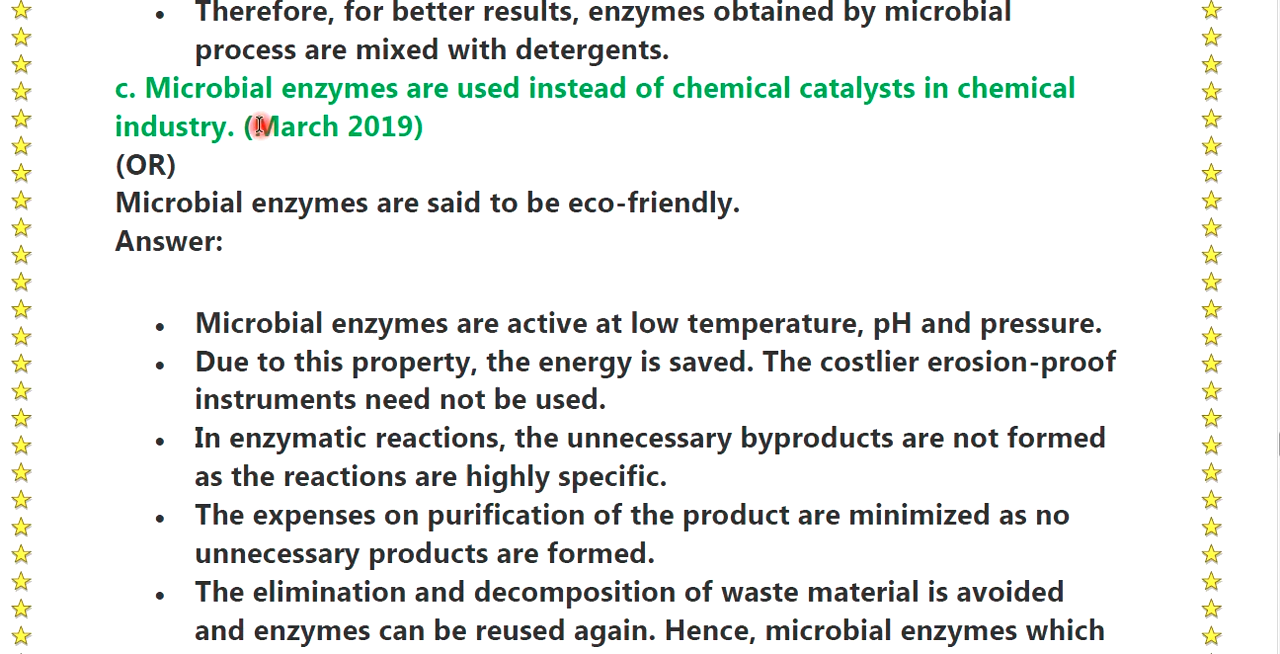 Therefore, for better results, enzymes obtained by microbial
process are mixed with detergents.
c. Microbial enzymes are used instead of chemical catalysts in chemical
industry. (March 2019)
(OR)
Microbial enzymes are said to be eco-friendly.
Answer:
Microbial enzymes are active at low temperature, pH and pressure.
Due to this property, the energy is saved. The costlier erosion-proof
instruments need not be used.
In enzymatic reactions, the unnecessary byproducts are not formed
as the reactions are highly specific.
The expenses on purification of the product are minimized as no
unnecessary products are formed.
The elimination and decomposition of waste material is avoided
and enzymes can be reused again. Hence, microbial enzymes which